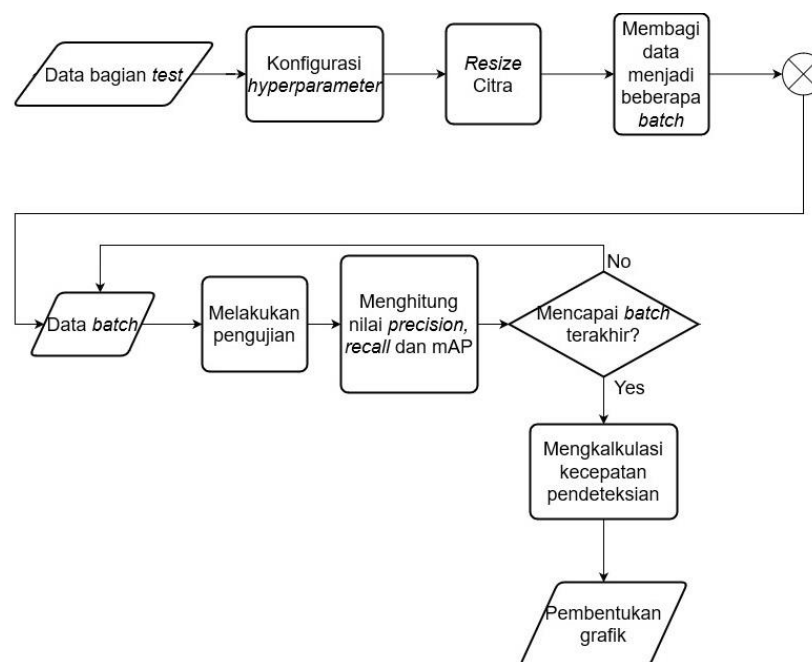 Data bagian test
Konfigurasi
hyperparameter
Resize
Citra
Membagi
data
menjadi
beberapa
batch
Data batch
Melakukan
pengujian
Menghitung
nilai precision,
recall dan mAP
No
Mencapai batch
terakhir?
Yes
Mengkalkulasi
kecepatan
pendeteksian
Pembentukan
grafik